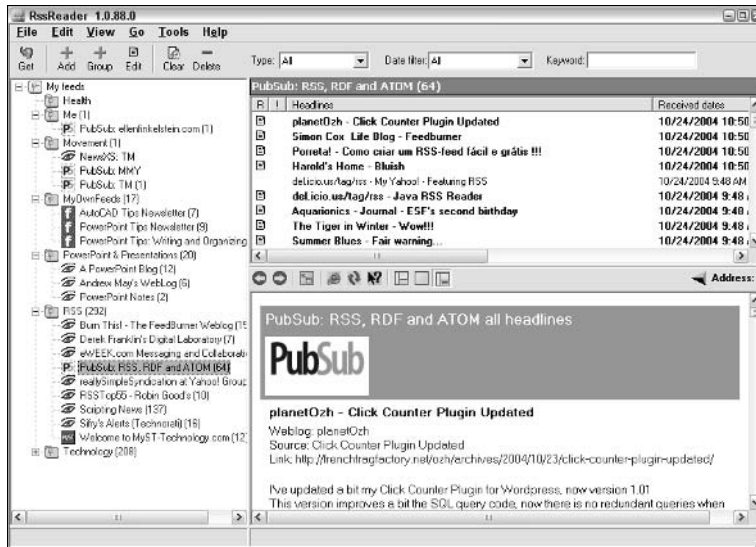 RssReader 1.0.88.0
File Edit View Go Tools Help
Get Add Group Edit Clear Delete Type: All Date filter: All Keyword:
My feeds
Health
Me (1)
PubSub: ellenfinkelstein.com (1)
Movement (1)
NewsXS: TM
PubSub: MMY
PubSub: TM (1)
MyOwnFeeds (17)
AutoCAD Tips Newsletter (7)
PowerPoint Tips Newsletter (9)
PowerPoint Tips: Writing and Organizing
PowerPoint & Presentations (20)
A PowerPoint Blog (12)
Andrew May's WebLog (6)
PowerPoint Notes (2)
RSS (292)
Burn This! - The FeedBurner Weblog (15
Derek Franklin's Digital Laboratory (7)
eWEEK.com Messaging and Collaborati
PubSub: RSS, RDF and ATOM (64)
reallySimpleSyndication at Yahoo! Group
RSSTop55 - Robin Good's (10)
Scripting News (137)
Sifry's Alerts (Technorati) (16)
Welcome to MyST-Technology.com (12)
Technology (208)
PubSub: RSS, RDF and ATOM (64)
R ! Headlines Received dates
planetOzh - Click Counter Plugin Updated 10/24/2004 10:50
Simon Cox Life Blog - Feedburner 10/24/2004 10:50
Porreta! - Como criar um RSS-feed fácil e grátis !!! 10/24/2004 10:50
Harold's Home - Bluish 10/24/2004 10:50
del.icio.us/tag/rss - My Yahoo! - Featuring RSS 10/24/2004 9:48 AM
del.icio.us/tag/rss - Java RSS Reader 10/24/2004 9:48
Aquarionics - Journal - ESF's second birthday 10/24/2004 9:48
The Tiger in Winter - Wow!!! 10/24/2004 9:48
Summer Blues - Fair warning... 10/24/2004 9:48
Address:
PubSub: RSS, RDF and ATOM all headlines
PubSub
planetOzh - Click Counter Plugin Updated
Weblog: planetOzh
Source: Click Counter Plugin Updated
Link: http://frenchfragfactory.net/ozh/archives/2004/10/23/click-counter-plugin-updated/
I've updated a bit my Click Counter Plugin for Wordpress, now version 1.01
This version improves a bit the SQL query code, now there is no redundant queries when